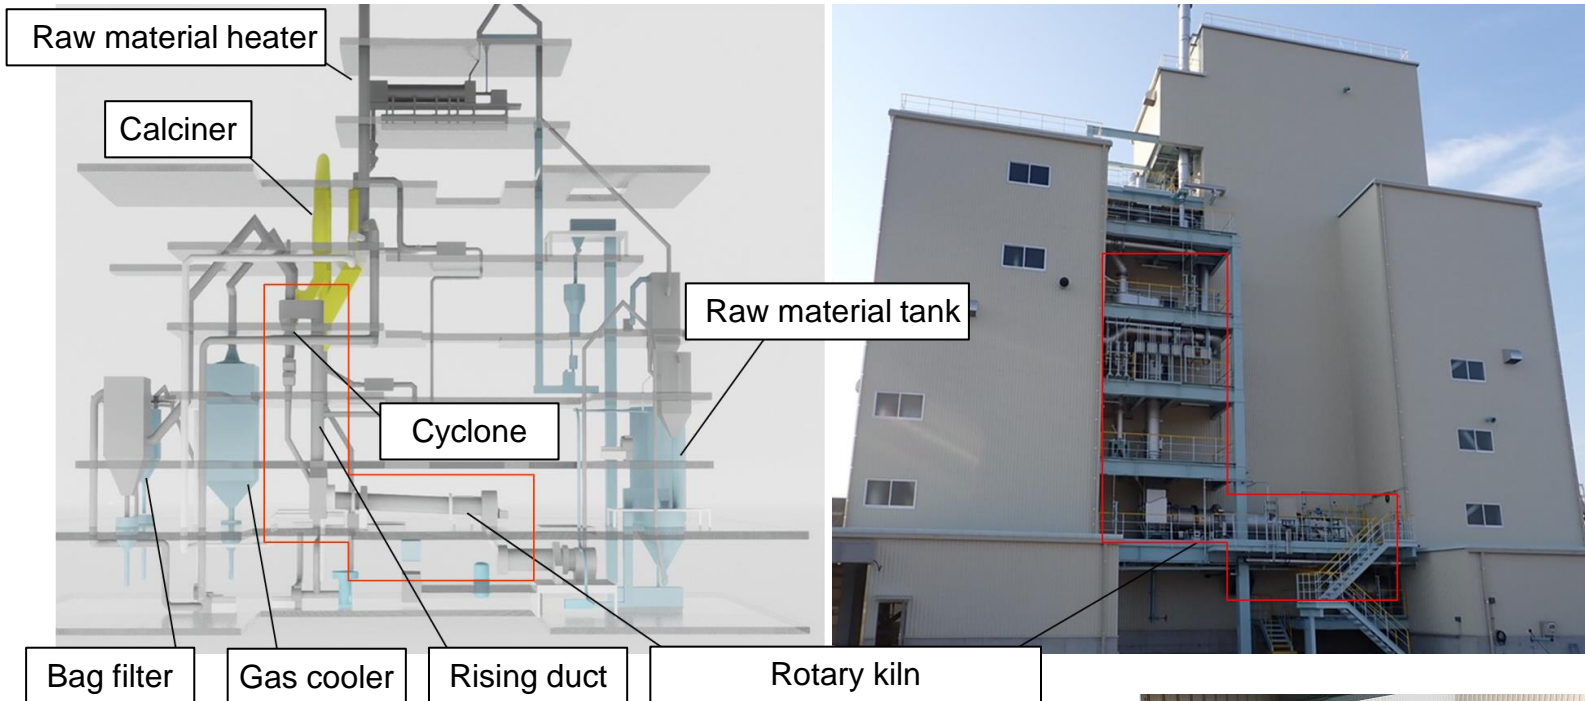 Raw material heater
Calciner
Raw material tank
Cyclone
Bag filter
Gas cooler
Rising duct
Rotary kiln